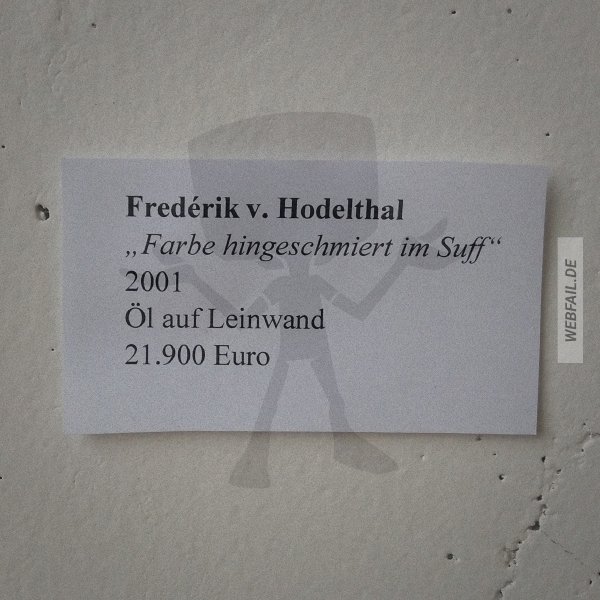 Fredérik v. Hodelthal
„Farbe hingeschmiert im Suff“
2001
Öl auf Leinwand
21.900 Euro
WEBFAIL.DE